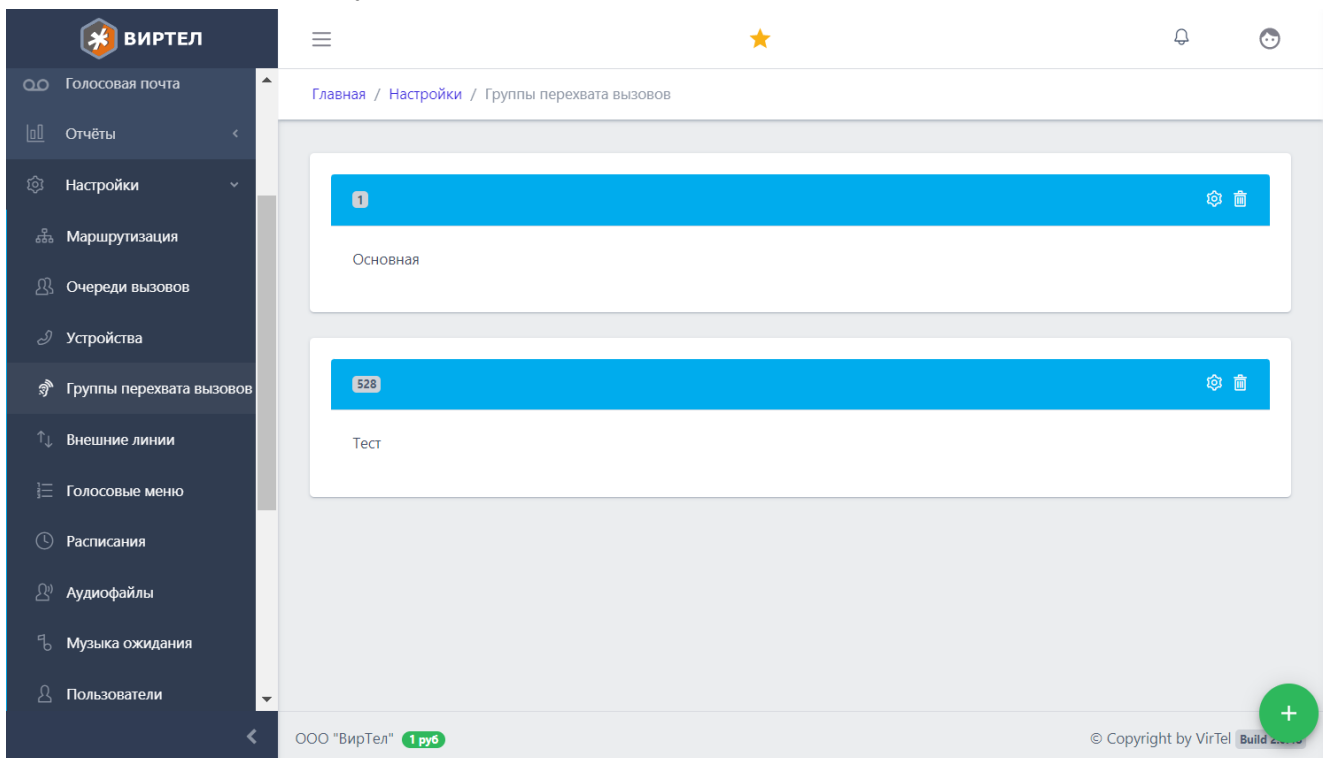 ВИРТЕЛ
Главная / Настройки / Группы перехвата вызовов
Голосовая почта
Отчёты
Настройки
Маршрутизация
Очереди вызовов
Устройства
Группы перехвата вызовов
Внешние линии
Голосовые меню
Расписания
Аудиофайлы
Музыка ожидания
Пользователи
1
Основная
528
Тест
ООО "ВирТел" 1 руб
© Copyright by VirTel Build